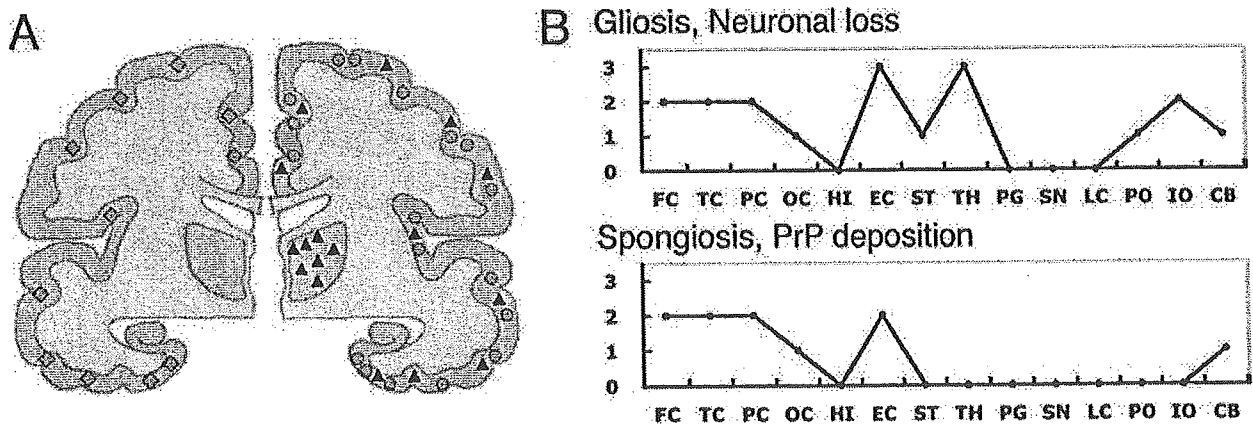 A
B Gliosis, Neuronal loss
3
2
1
0
FC TC PC OC HI EC ST TH PG SN LC PO IO CB
Spongiosis, PrP deposition
3
2
1
0
FC TC PC OC HI EC ST TH PG SN LC PO IO CB